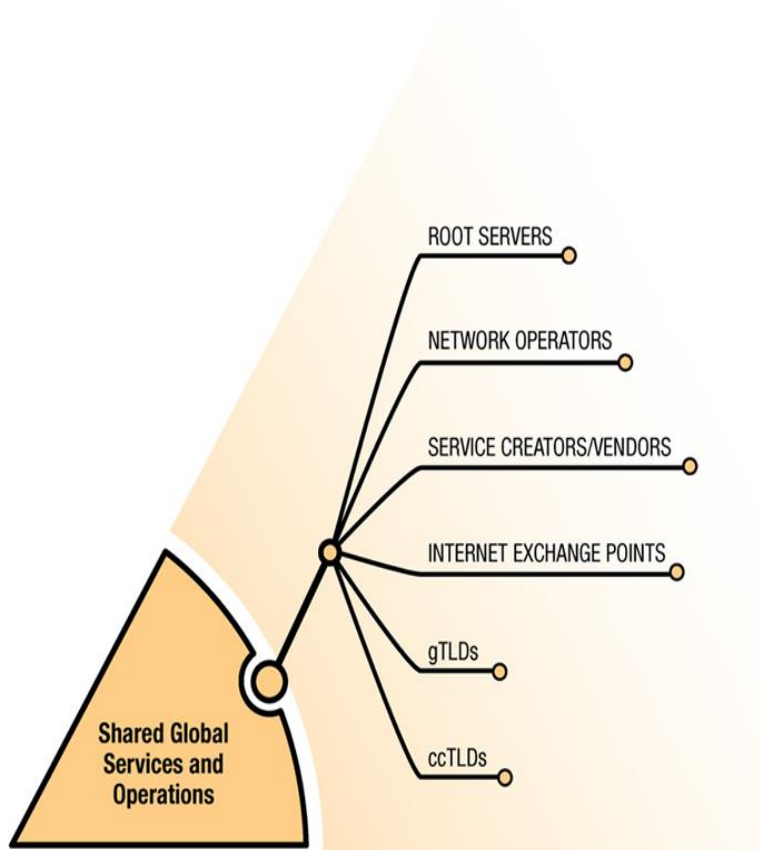 ROOT SERVERS
NETWORK OPERATORS
SERVICE CREATORS/VENDORS
INTERNET EXCHANGE POINTS
gTLDs
ccTLDs
Shared Global
Services and
Operations